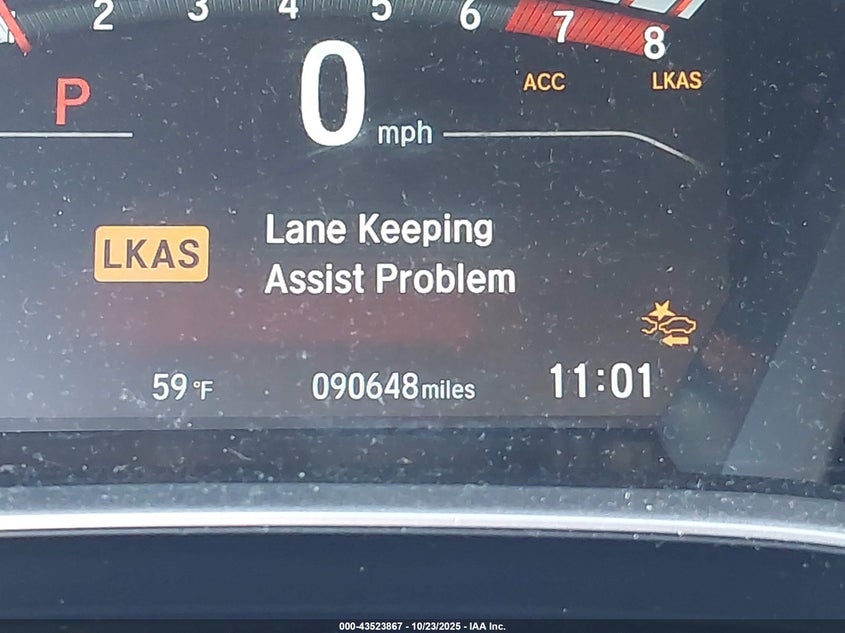 2 3 4 5 6 7 8
P 0 mph ACC LKAS
LKAS Lane Keeping
Assist Problem
59 °F 090648 miles 11:01
000-43523867 - 10/23/2025 - IAA Inc.